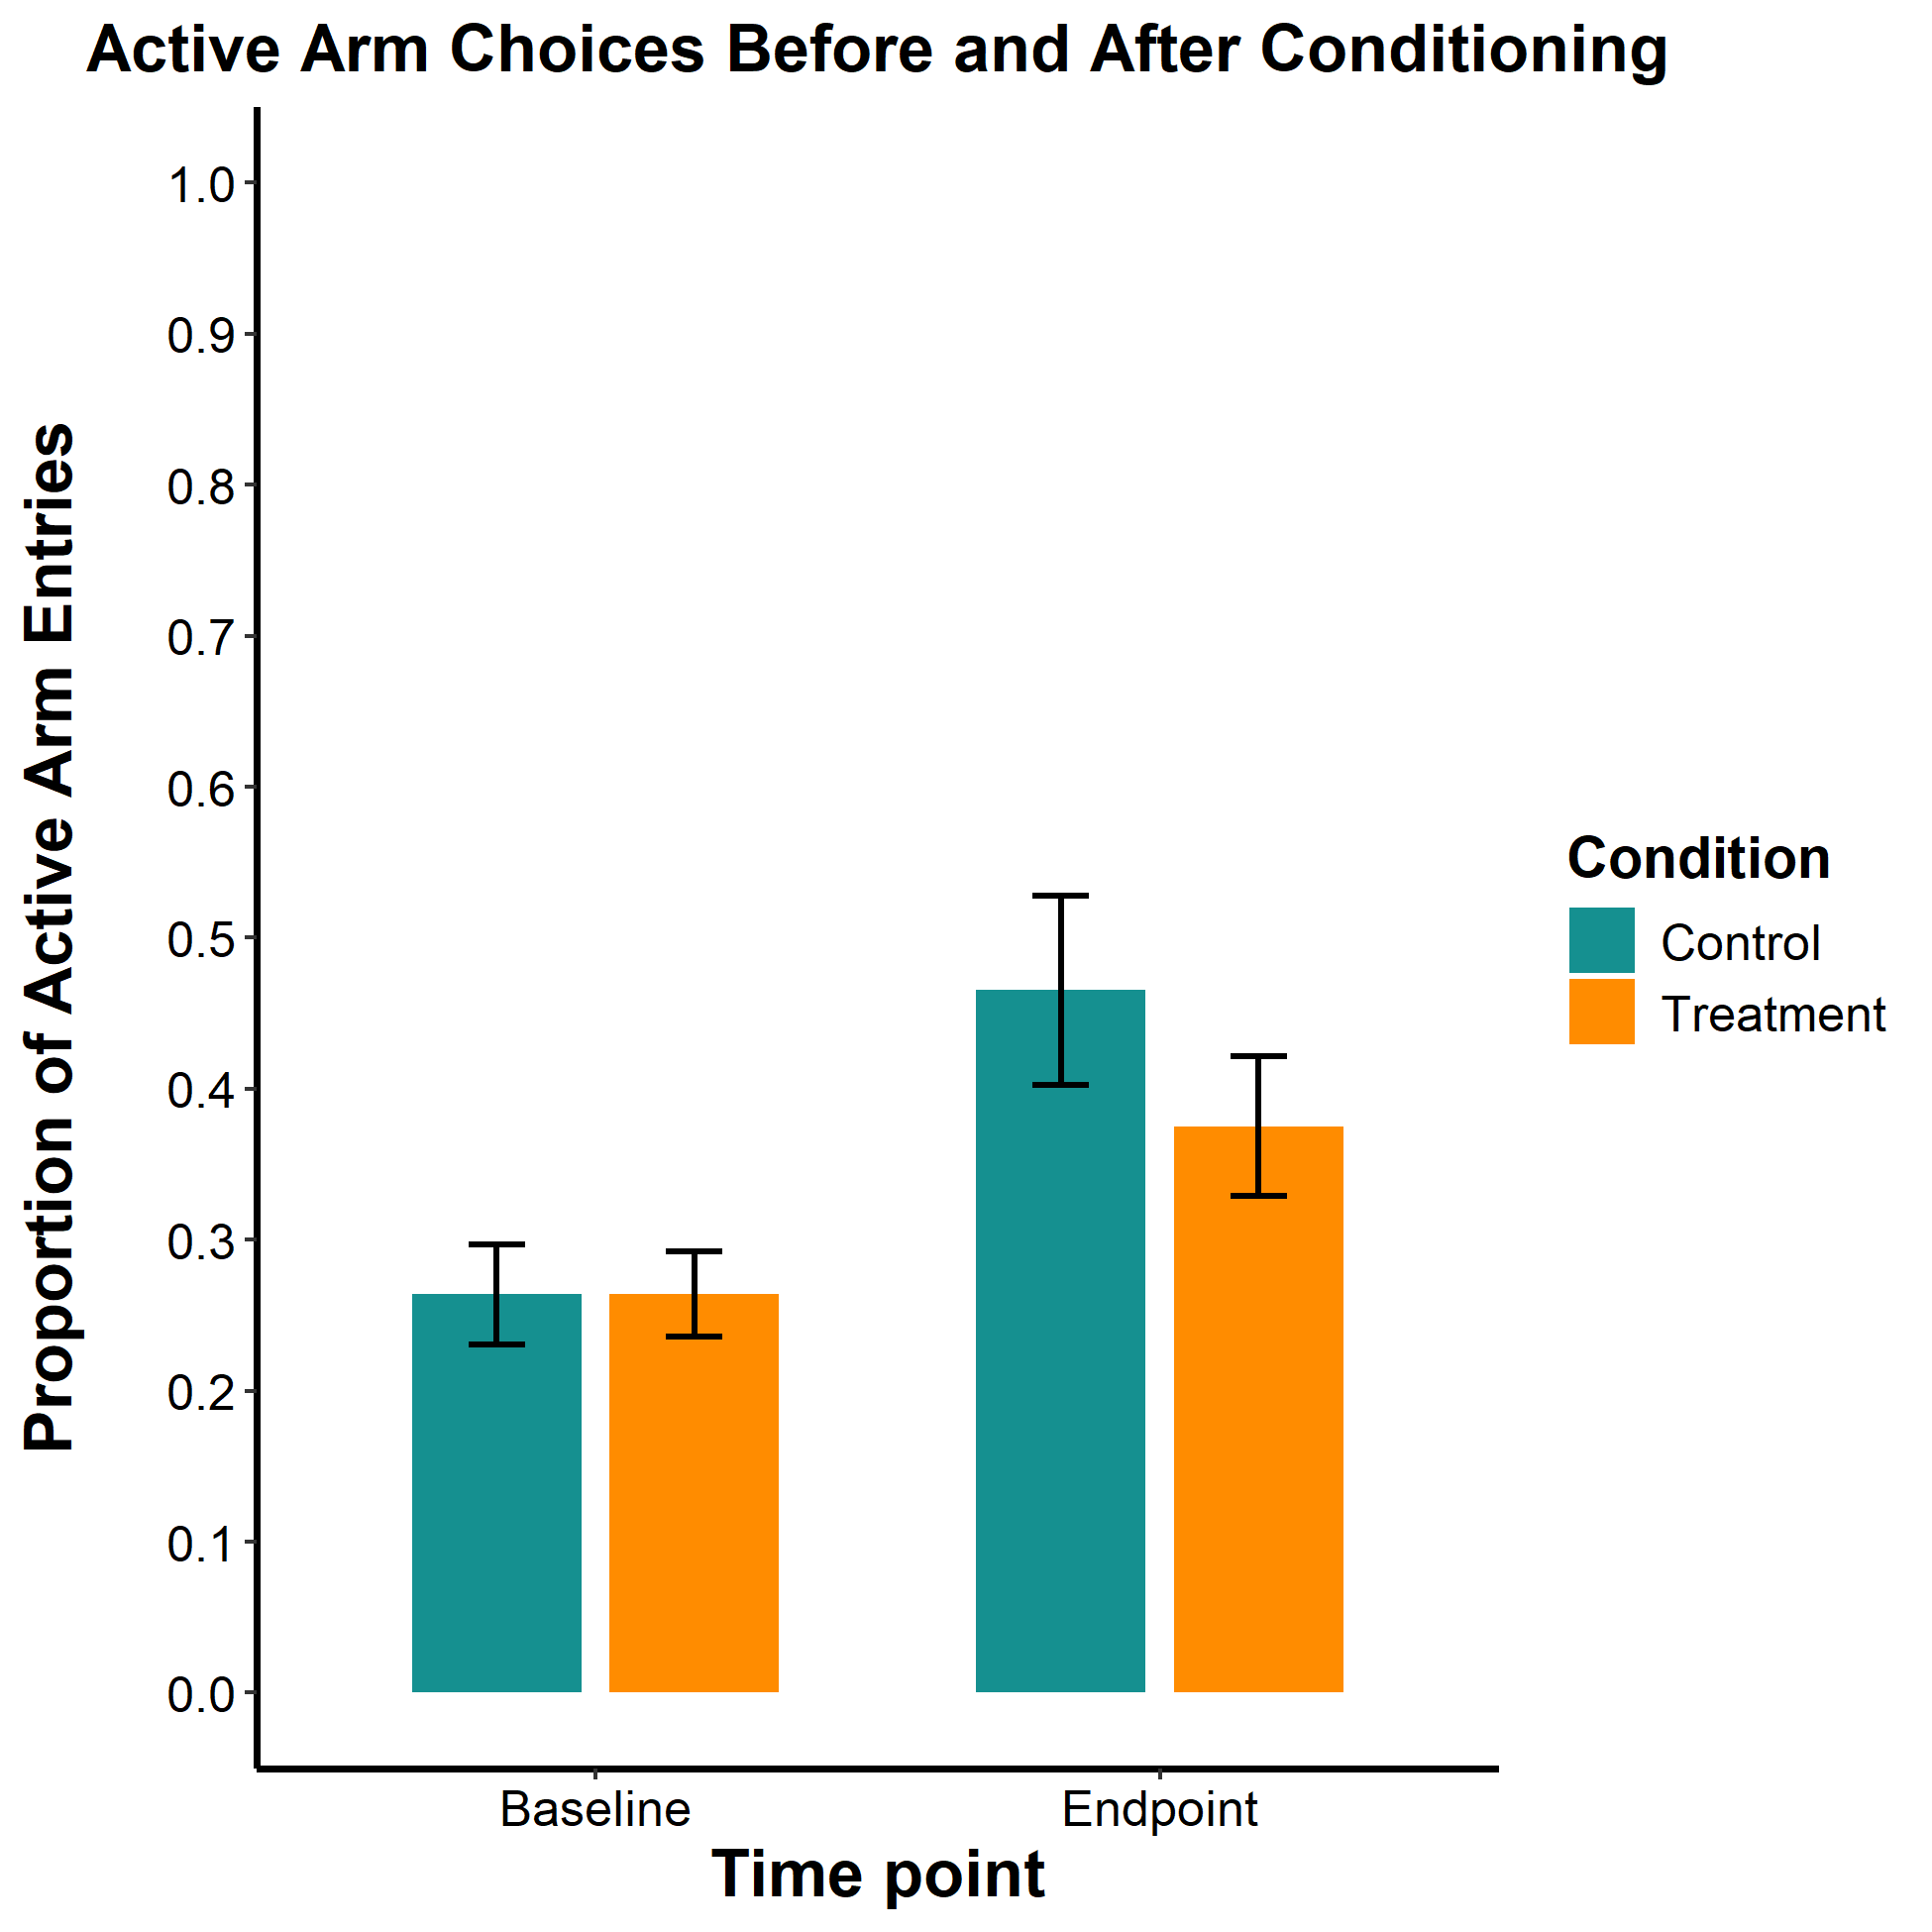 Active Arm Choices Before and After Conditioning
Proportion of Active Arm Entries
1.0
0.9
0.8
0.7
0.6
0.5
0.4
0.3
0.2
0.1
0.0
Baseline
Endpoint
Time point
Condition
Control
Treatment